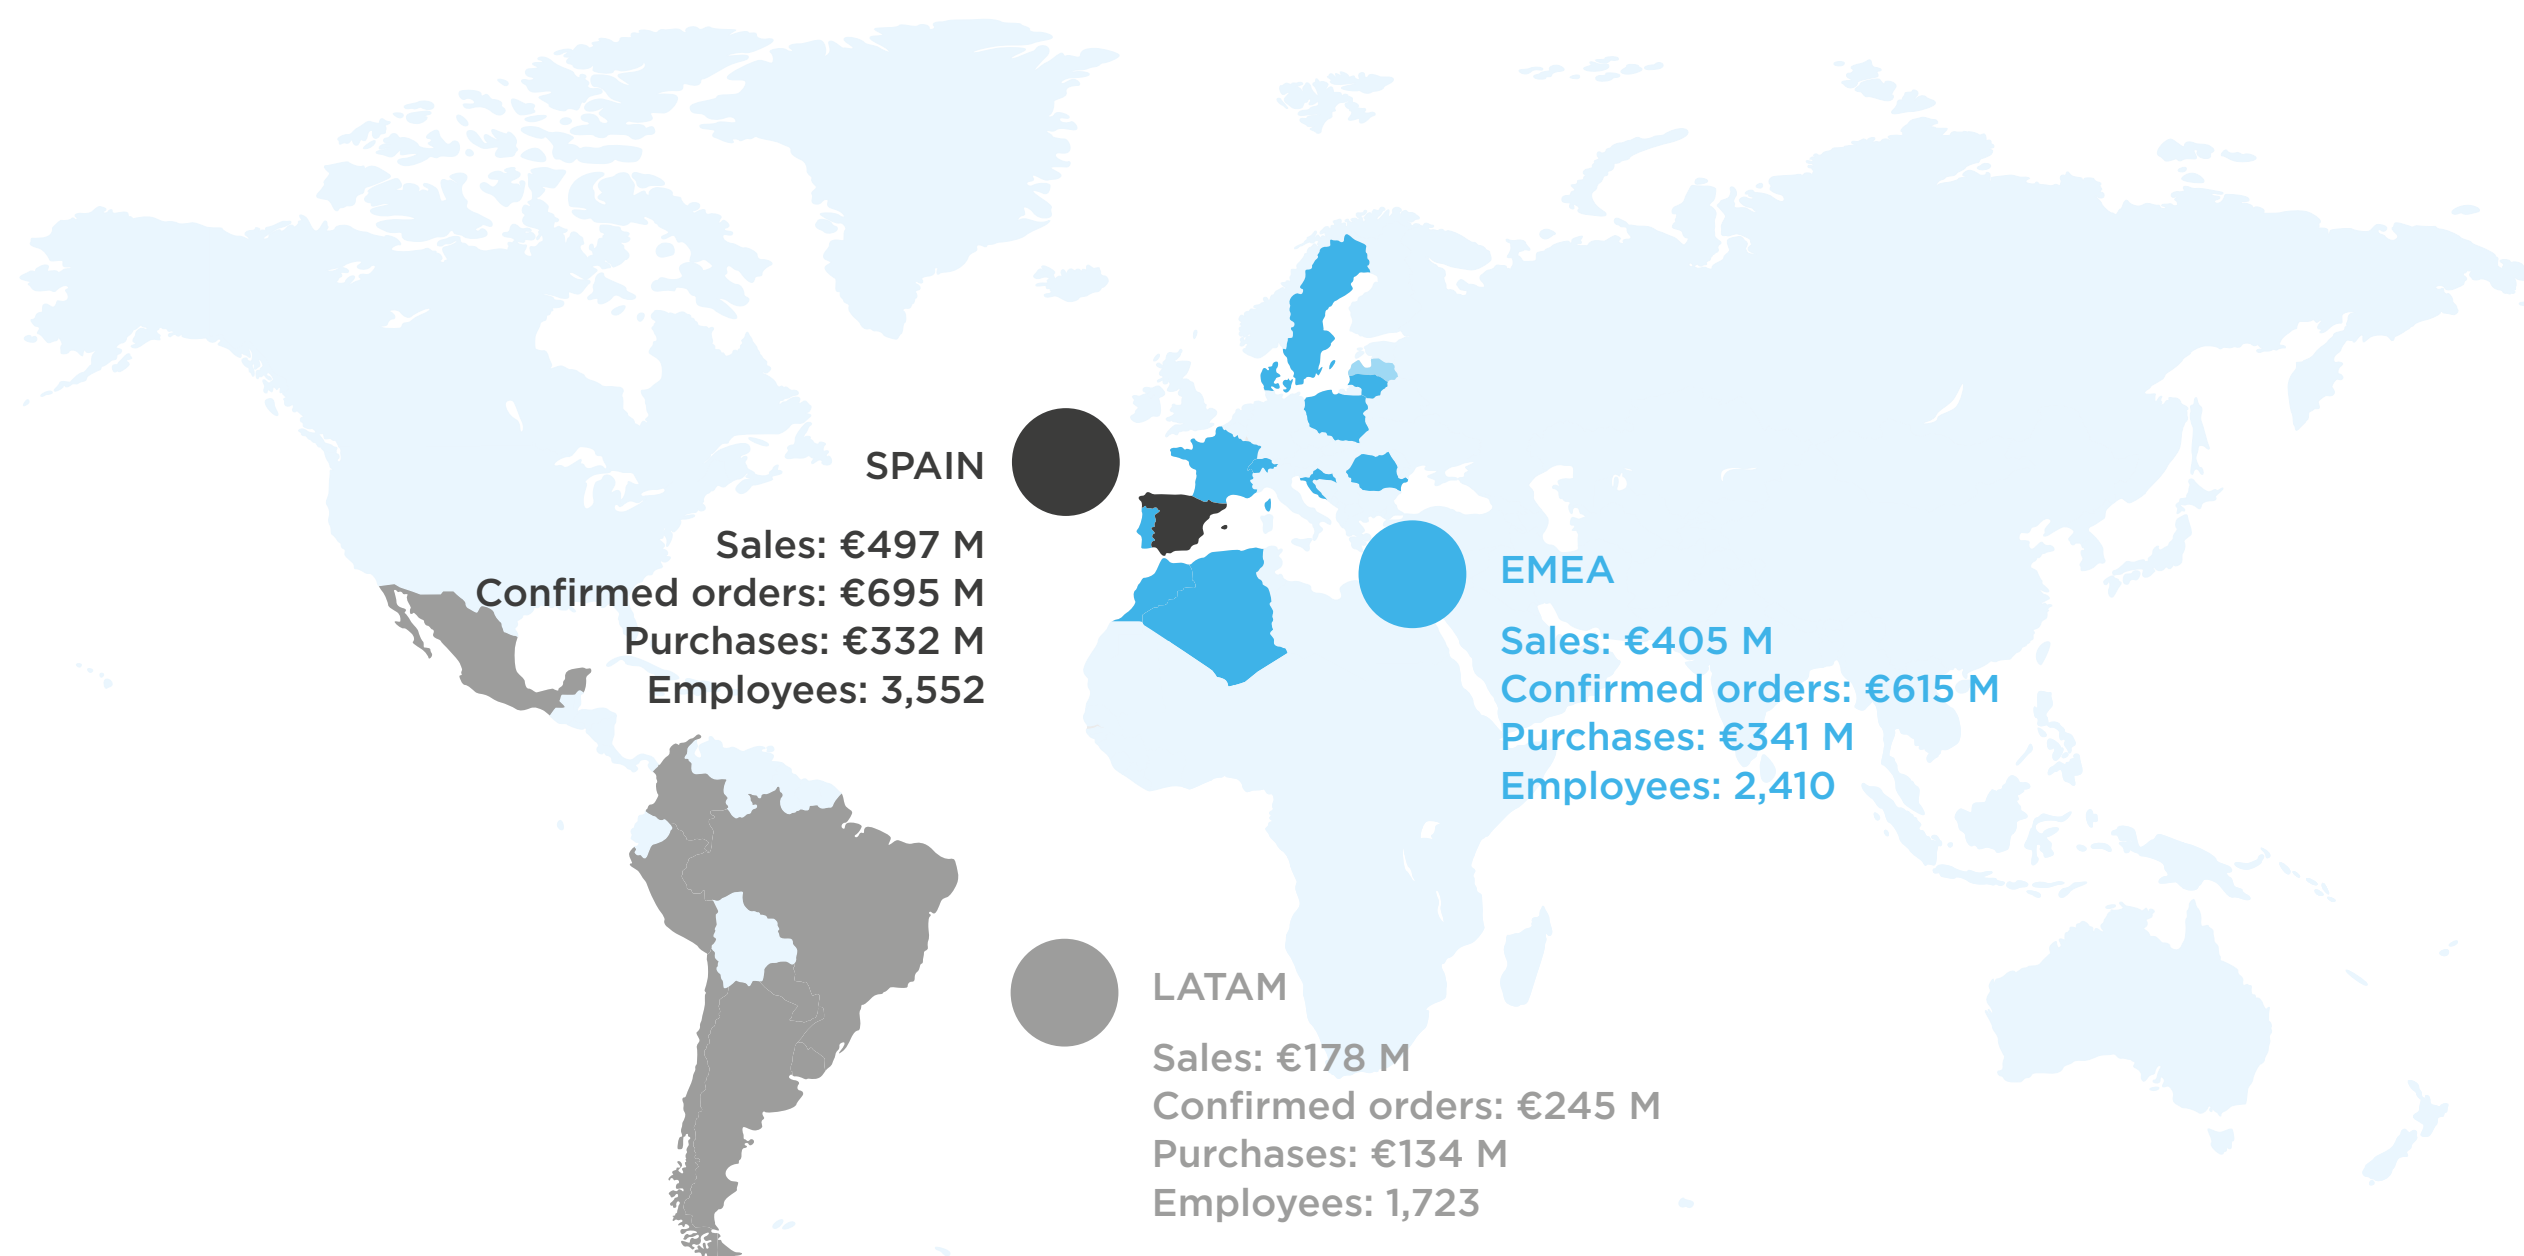 SPAIN
Sales: €497 M
Confirmed orders: €695 M
Purchases: €332 M
Employees: 3,552
EMEA
Sales: €405 M
Confirmed orders: €615 M
Purchases: €341 M
Employees: 2,410
LATAM
Sales: €178 M
Confirmed orders: €245 M
Purchases: €134 M
Employees: 1,723